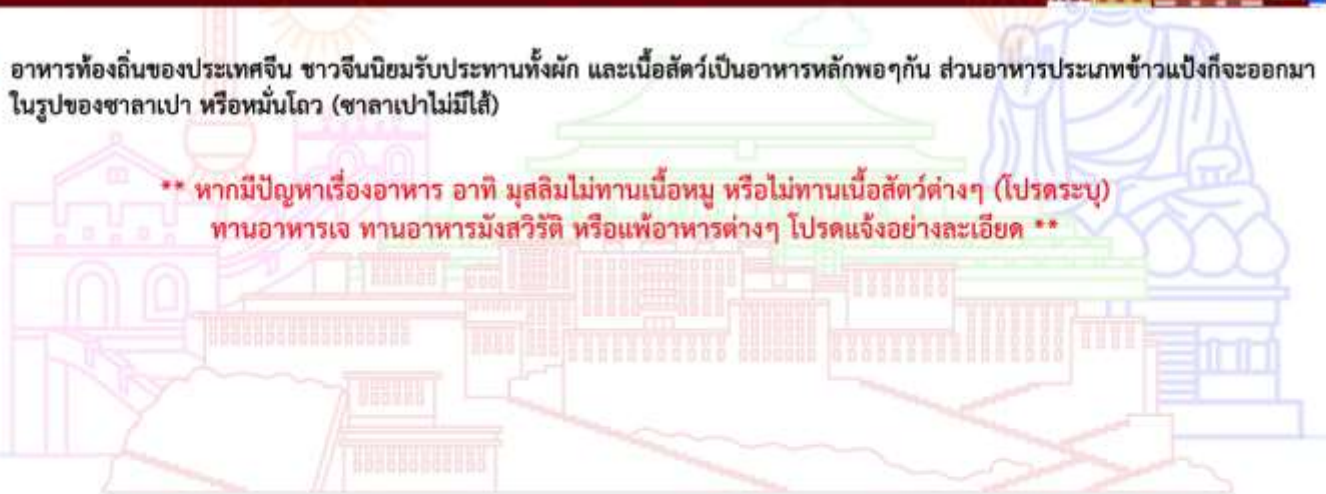 อาหารท้องถิ่นของประเทศจีน ชาวจีนนิยมรับประทานทั้งผัก และเนื้อสัตว์เป็นอาหารหลักพอๆกัน ส่วนอาหารประเภทข้าวแป้งก็จะออกมา
ในรูปของซาลาเปา หรือหมั่นโถว (ซาลาเปาไม่มีไส้)
** หากมีปัญหาเรื่องอาหาร อาทิ มุสลิมไม่ทานเนื้อหมู หรือไม่ทานเนื้อสัตว์ต่างๆ (โปรดระบุ)
ทานอาหารเจ ทานอาหารมังสวิรัติ หรือแพ้อาหารต่างๆ โปรดแจ้งอย่างละเอียด **